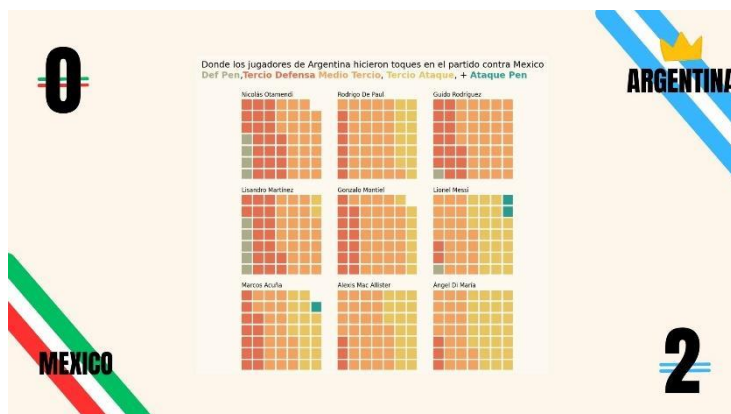 0
ARGENTINA
Donde los jugadores de Argentina hicieron toques en el partido contra Mexico
Def Pen,Tercio Defensa Medio Tercio, Tercio Ataque, + Ataque Pen
Nicolás Otamendi
Rodrigo De Paul
Guido Rodríguez
Lisandro Martínez
Gonzalo Montiel
Lionel Messi
Marcos Acuña
Alexis Mac Allister
Ángel Di María
MEXICO
2